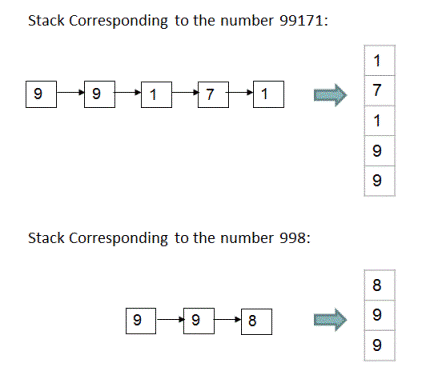 Stack Corresponding to the number 99171:
9 9 1 7 1
1
7
1
9
9
Stack Corresponding to the number 998:
9 9 8
8
9
9